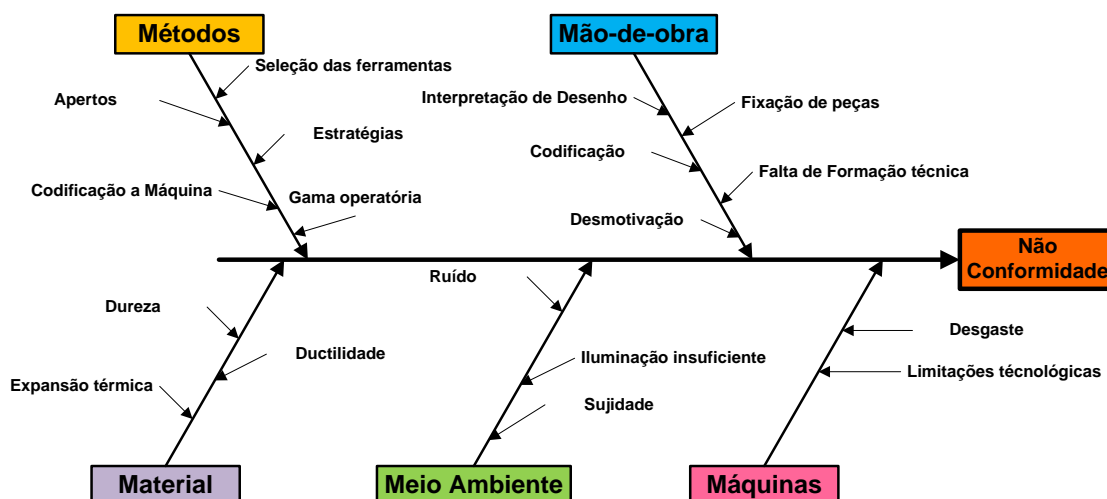 Métodos
Mão-de-obra
Seleção das ferramentas
Apertos
Estratégias
Codificação a Máquina
Gama operatória
Interpretação de Desenho
Fixação de peças
Codificação
Falta de Formação técnica
Desmotivação
Não
Conformidade
Dureza
Ductilidade
Expansão térmica
Ruído
Iluminação insuficiente
Sujidade
Desgaste
Limitações técnológicas
Material
Meio Ambiente
Máquinas